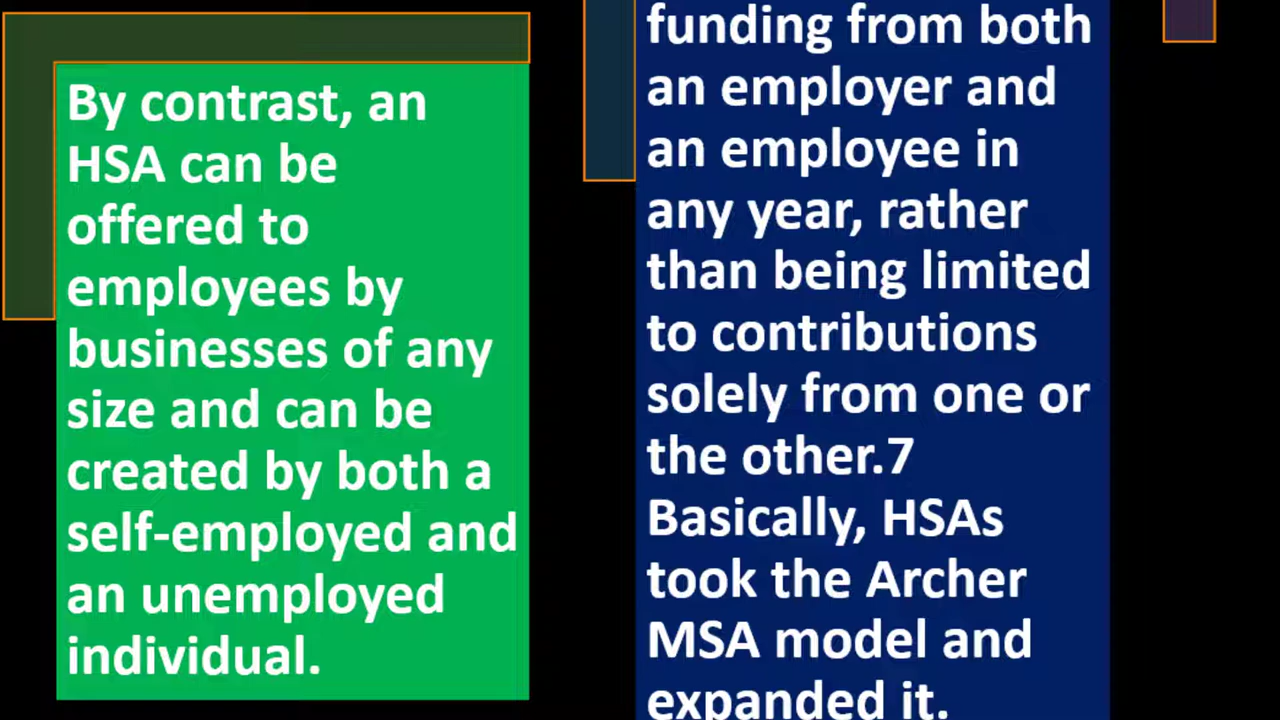 By contrast, an
HSA can be
offered to
employees by
businesses of any
size and can be
created by both a
self-employed and
an unemployed
individual.
funding from both
an employer and
an employee in
any year, rather
than being limited
to contributions
solely from one or
the other.7
Basically, HSAs
took the Archer
MSA model and
expanded it.